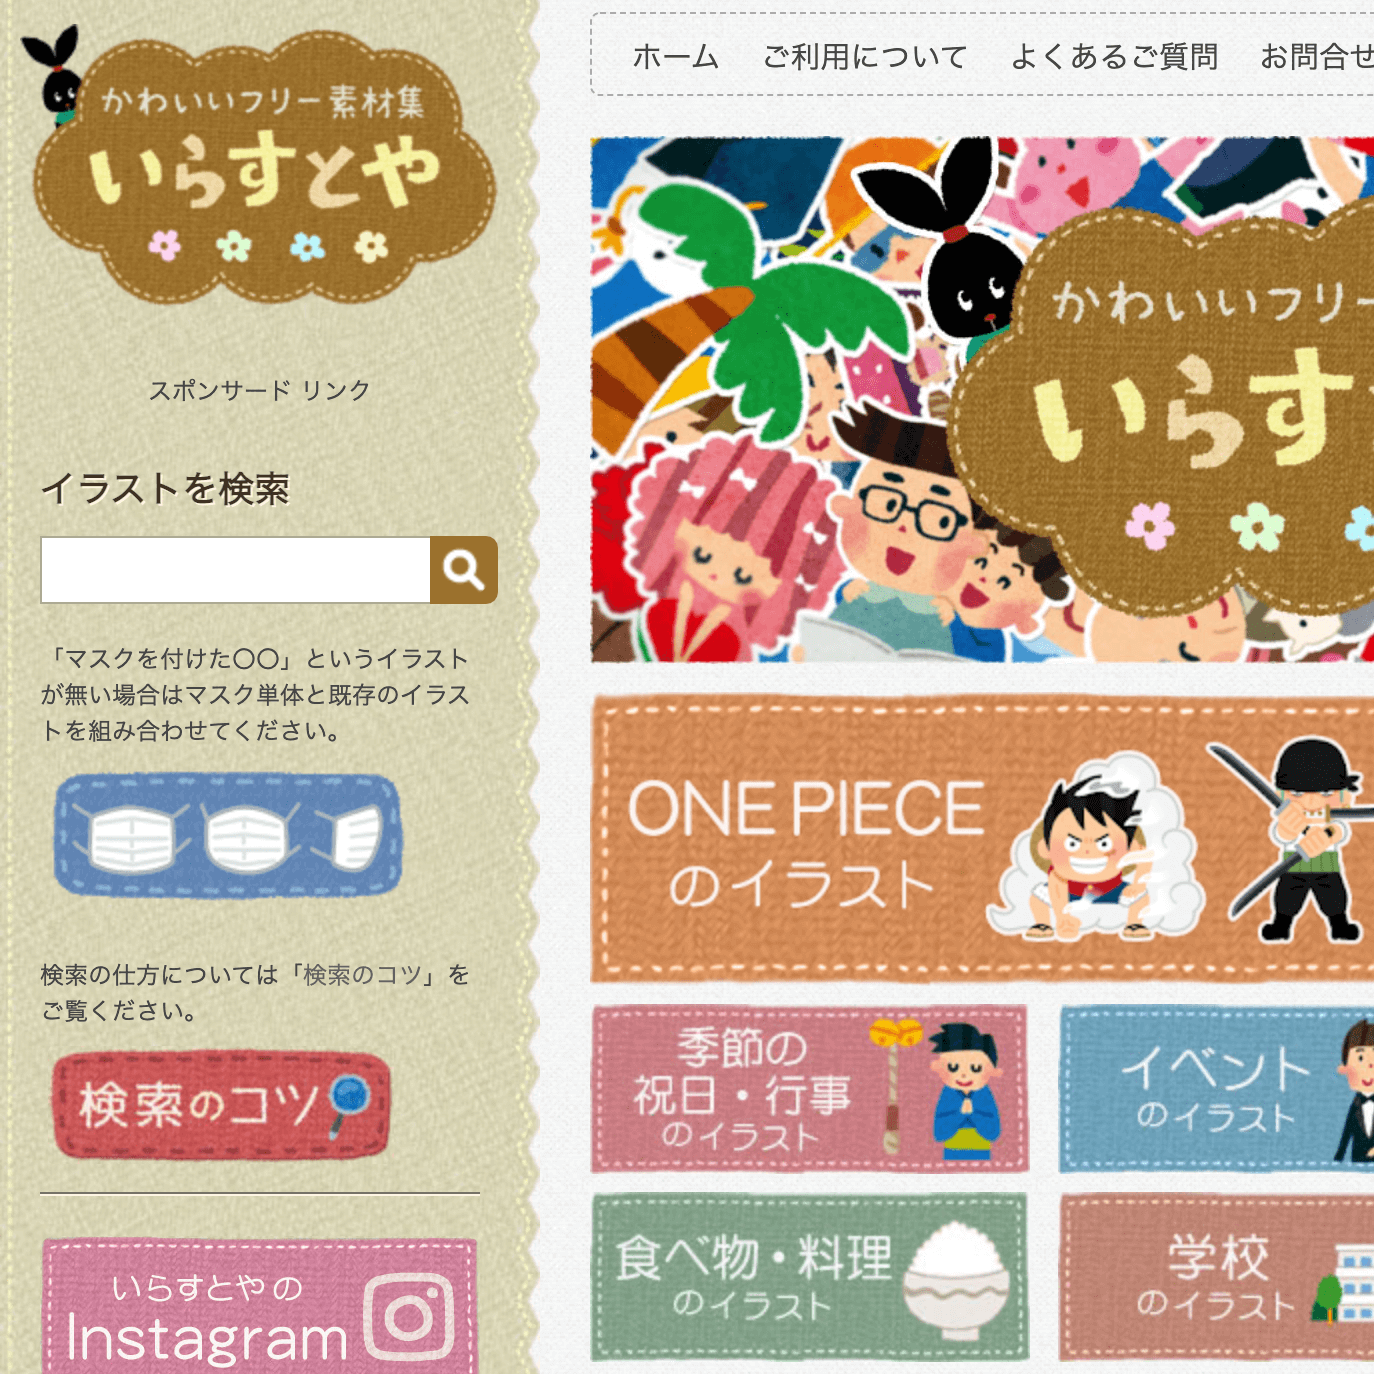 かわいいフリー素材集
いらすとや
スポンサード リンク
イラストを検索
「マスクを付けた〇〇」というイラスト
が無い場合はマスク単体と既存のイラス
トを組み合わせてください。
検索の仕方については「検索のコツ」を
ご覧ください。
検索のコツ
いらすとやの
Instagram
ホーム ご利用について よくあるご質問 お問合せ
かわいいフリー
いらす
ONE PIECE
のイラスト
季節の
祝日・行事
のイラスト
イベント
のイラスト
食べ物・料理
のイラスト
学校
のイラスト